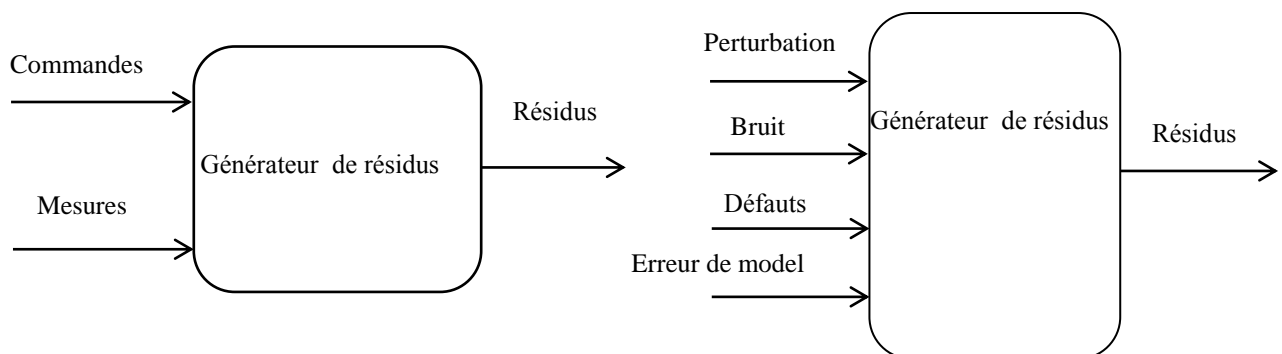 Commandes
Mesures
Générateur de résidus
Résidus
Perturbation
Bruit
Défauts
Erreur de model
Générateur de résidus
Résidus